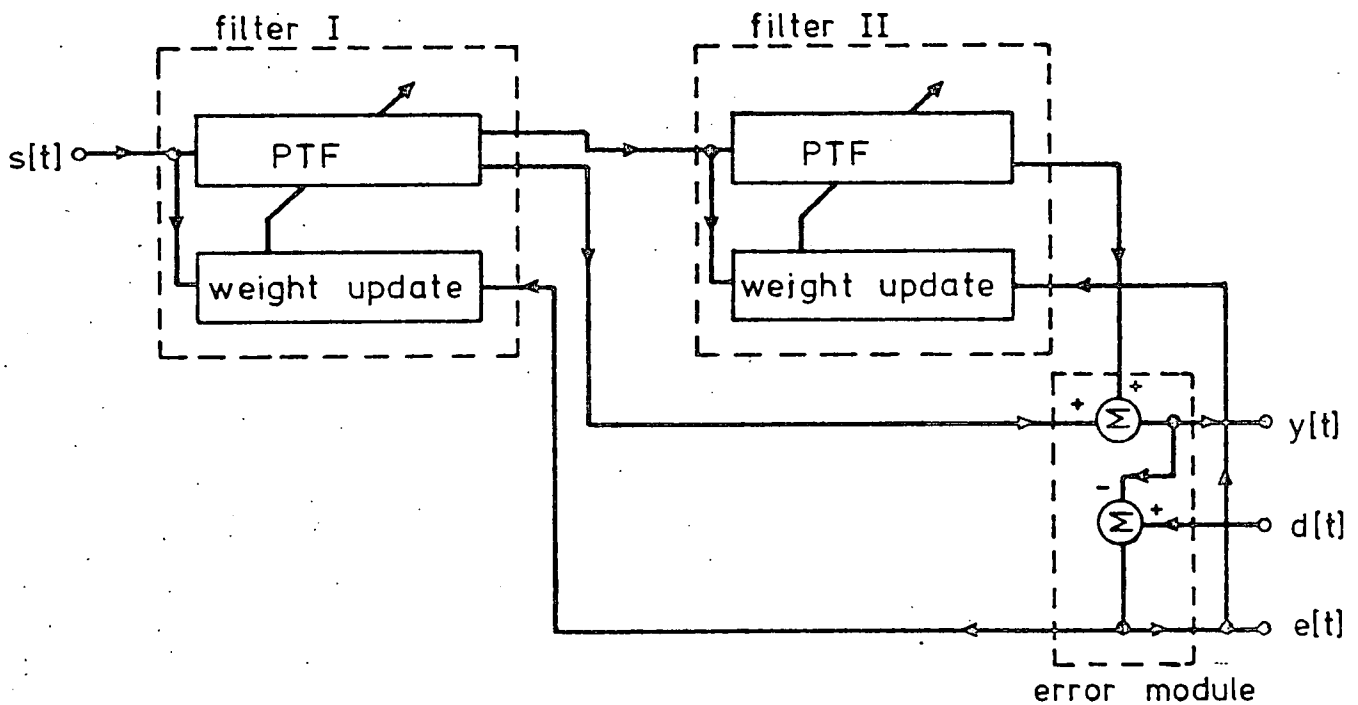 filter I
filter II
s[t]
PTF
PTF
weight update
weight update
+
+
Σ
y[t]
-
+
Σ
d[t]
e[t]
error module